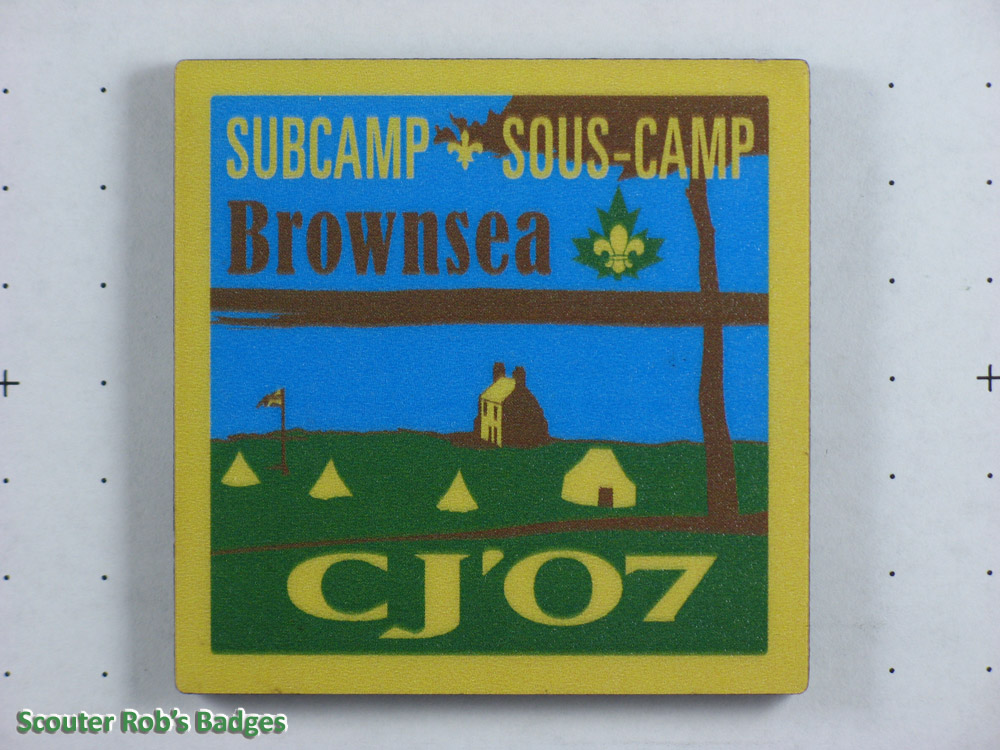 SUBCAMP SOUS-CAMP
Brownsea
CJ'07
Scouter Rob's Badges